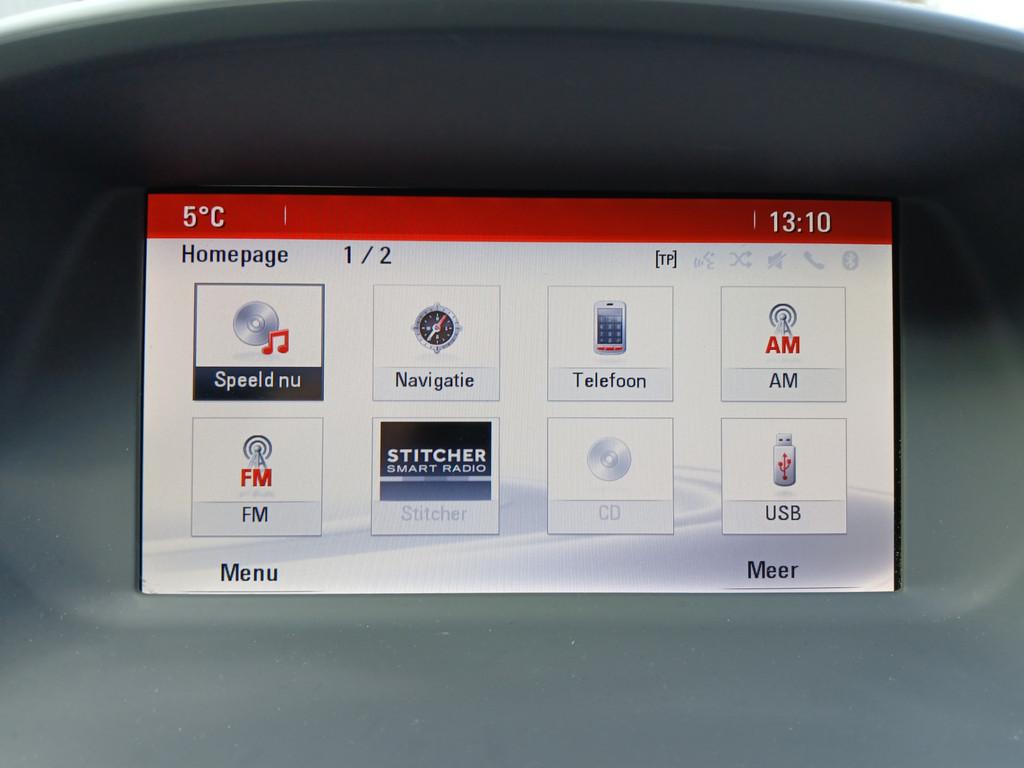 5°C 13:10
Homepage 1 / 2 [TP]
Speeld nu Navigatie Telefoon AM
AM
FM
STITCHER
SMART RADIO
FM Stitcher CD USB
Menu Meer